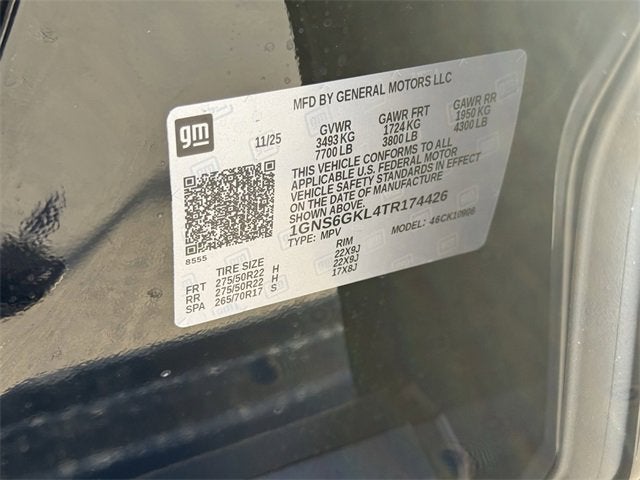 MFD BY GENERAL MOTORS LLC
gm
11/25
GVWR GAWR FRT GAWR RR
3493 KG 1724 KG 1950 KG
7700 LB 3800 LB 4300 LB
THIS VEHICLE CONFORMS TO ALL
APPLICABLE U.S. FEDERAL MOTOR
VEHICLE SAFETY STANDARDS IN EFFECT
ON THE DATE OF MANUFACTURE
SHOWN ABOVE.
1GNS6GKL4TR174426
TYPE: MPV MODEL: 46CK10906
8555
TIRE SIZE RIM
FRT 275/50R22 H 22X9J
RR 275/50R22 H 22X9J
SPA 265/70R17 S 17X8J